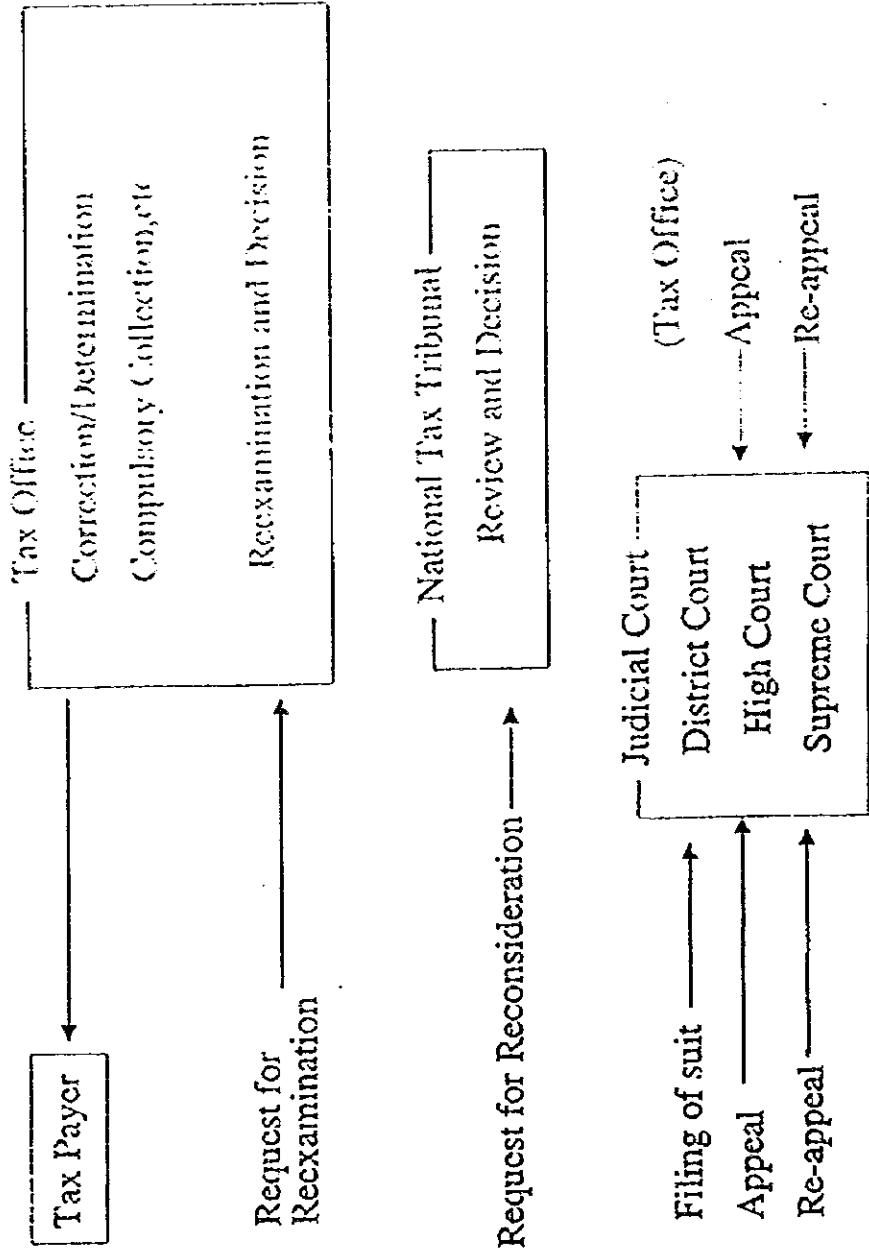 Tax Payer
Tax Office
Correction/Determination
Compulsory Collection,etc
Request for
Reexamination
Reexamination and Decision
National Tax Tribunal
Request for Reconsideration
Review and Decision
Judicial Court
Filing of suit
District Court
(Tax Office)
Appeal
High Court
Appeal
Re-appeal
Supreme Court
Re-appeal